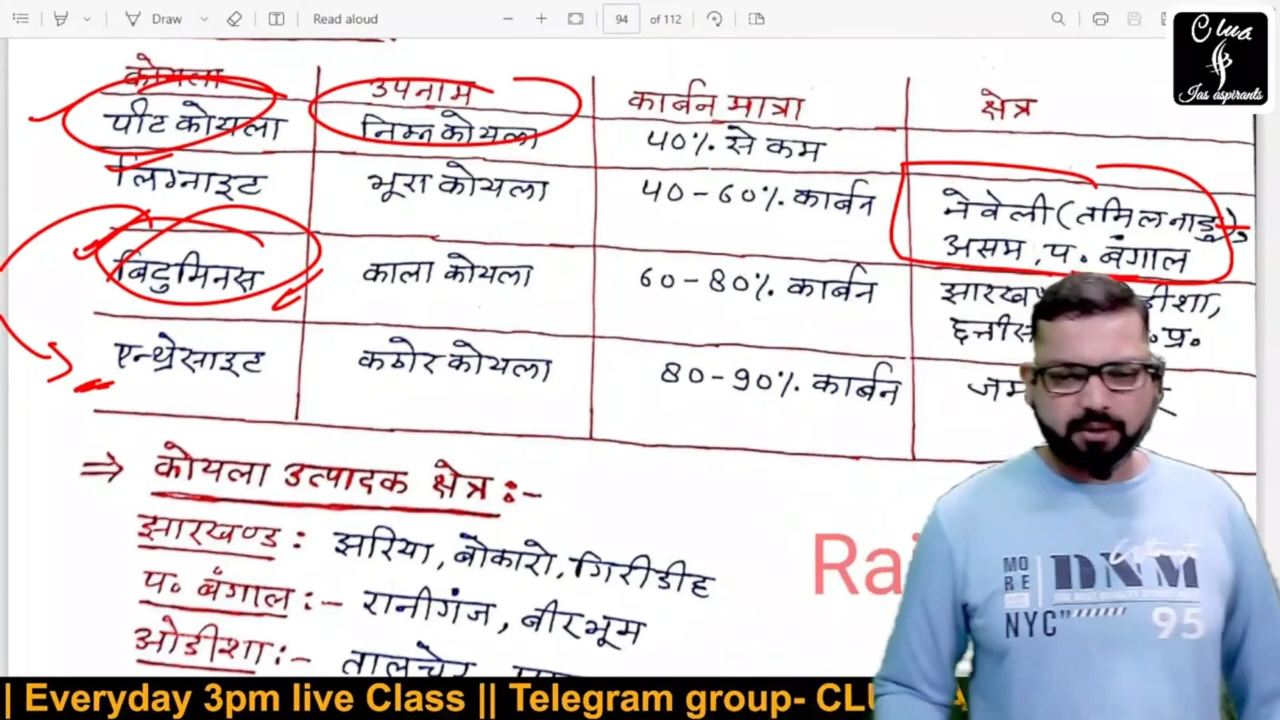 Draw
Read aloud
94 of 112
Clua
Ias aspirants
कोयला | उपनाम | कार्बन मात्रा | क्षेत्र
पीट कोयला | निम्न कोयला | 40% से कम
लिग्नाइट | भूरा कोयला | 40-60% कार्बन | नेवेली (तमिलनाडु),
असम, प. बंगाल
बिटुमिनस | काला कोयला | 60-80% कार्बन
एन्थ्रेसाइट | कठोर कोयला | 80-90% कार्बन
⇒ कोयला उत्पादक क्षेत्र :-
झारखण्ड : झरिया, बोकारो, गिरीडीह
प. बंगाल :- रानीगंज, बीरभूम
ओडीशा :- तालचेर,
MORE DNM
NYC 95
| Everyday 3pm live Class || Telegram group-